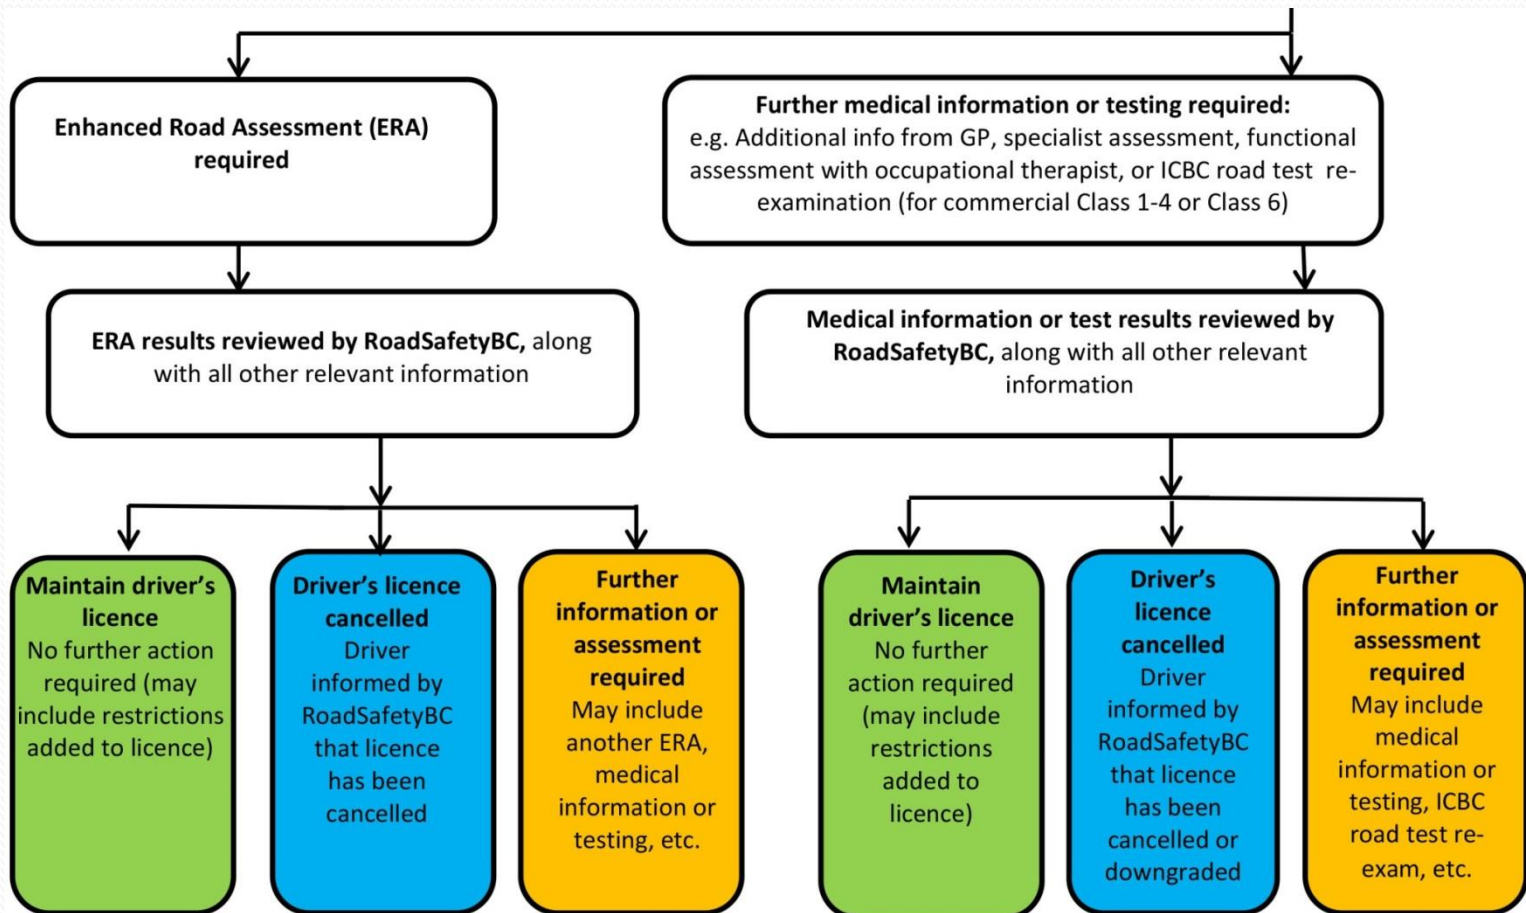 Enhanced Road Assessment (ERA)
required
Further medical information or testing required:
e.g. Additional info from GP, specialist assessment, functional
assessment with occupational therapist, or ICBC road test  re-
examination (for commercial Class 1-4 or Class 6)
ERA results reviewed by RoadSafetyBC, along
with all other relevant information
Medical information or test results reviewed by
RoadSafetyBC, along with all other relevant
information
Maintain driver's
licence
No further action
required (may
include restrictions
added to licence)
Driver's licence
cancelled
Driver
informed by
RoadSafetyBC
that licence
has been
cancelled
Further
information or
assessment
required
May include
another ERA,
medical
information or
testing, etc.
Maintain
driver's licence
No further
action required
(may include
restrictions
added to
licence)
Driver's
licence
cancelled
Driver
informed by
RoadSafetyBC
that licence
has been
cancelled or
downgraded
Further
information or
assessment
required
May include
medical
information or
testing, ICBC
road test re-
exam, etc.